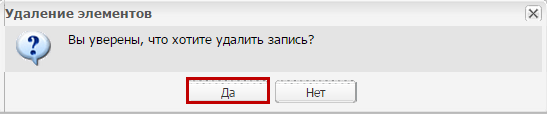 Удаление элементов
Вы уверены, что хотите удалить запись?
Да Нет